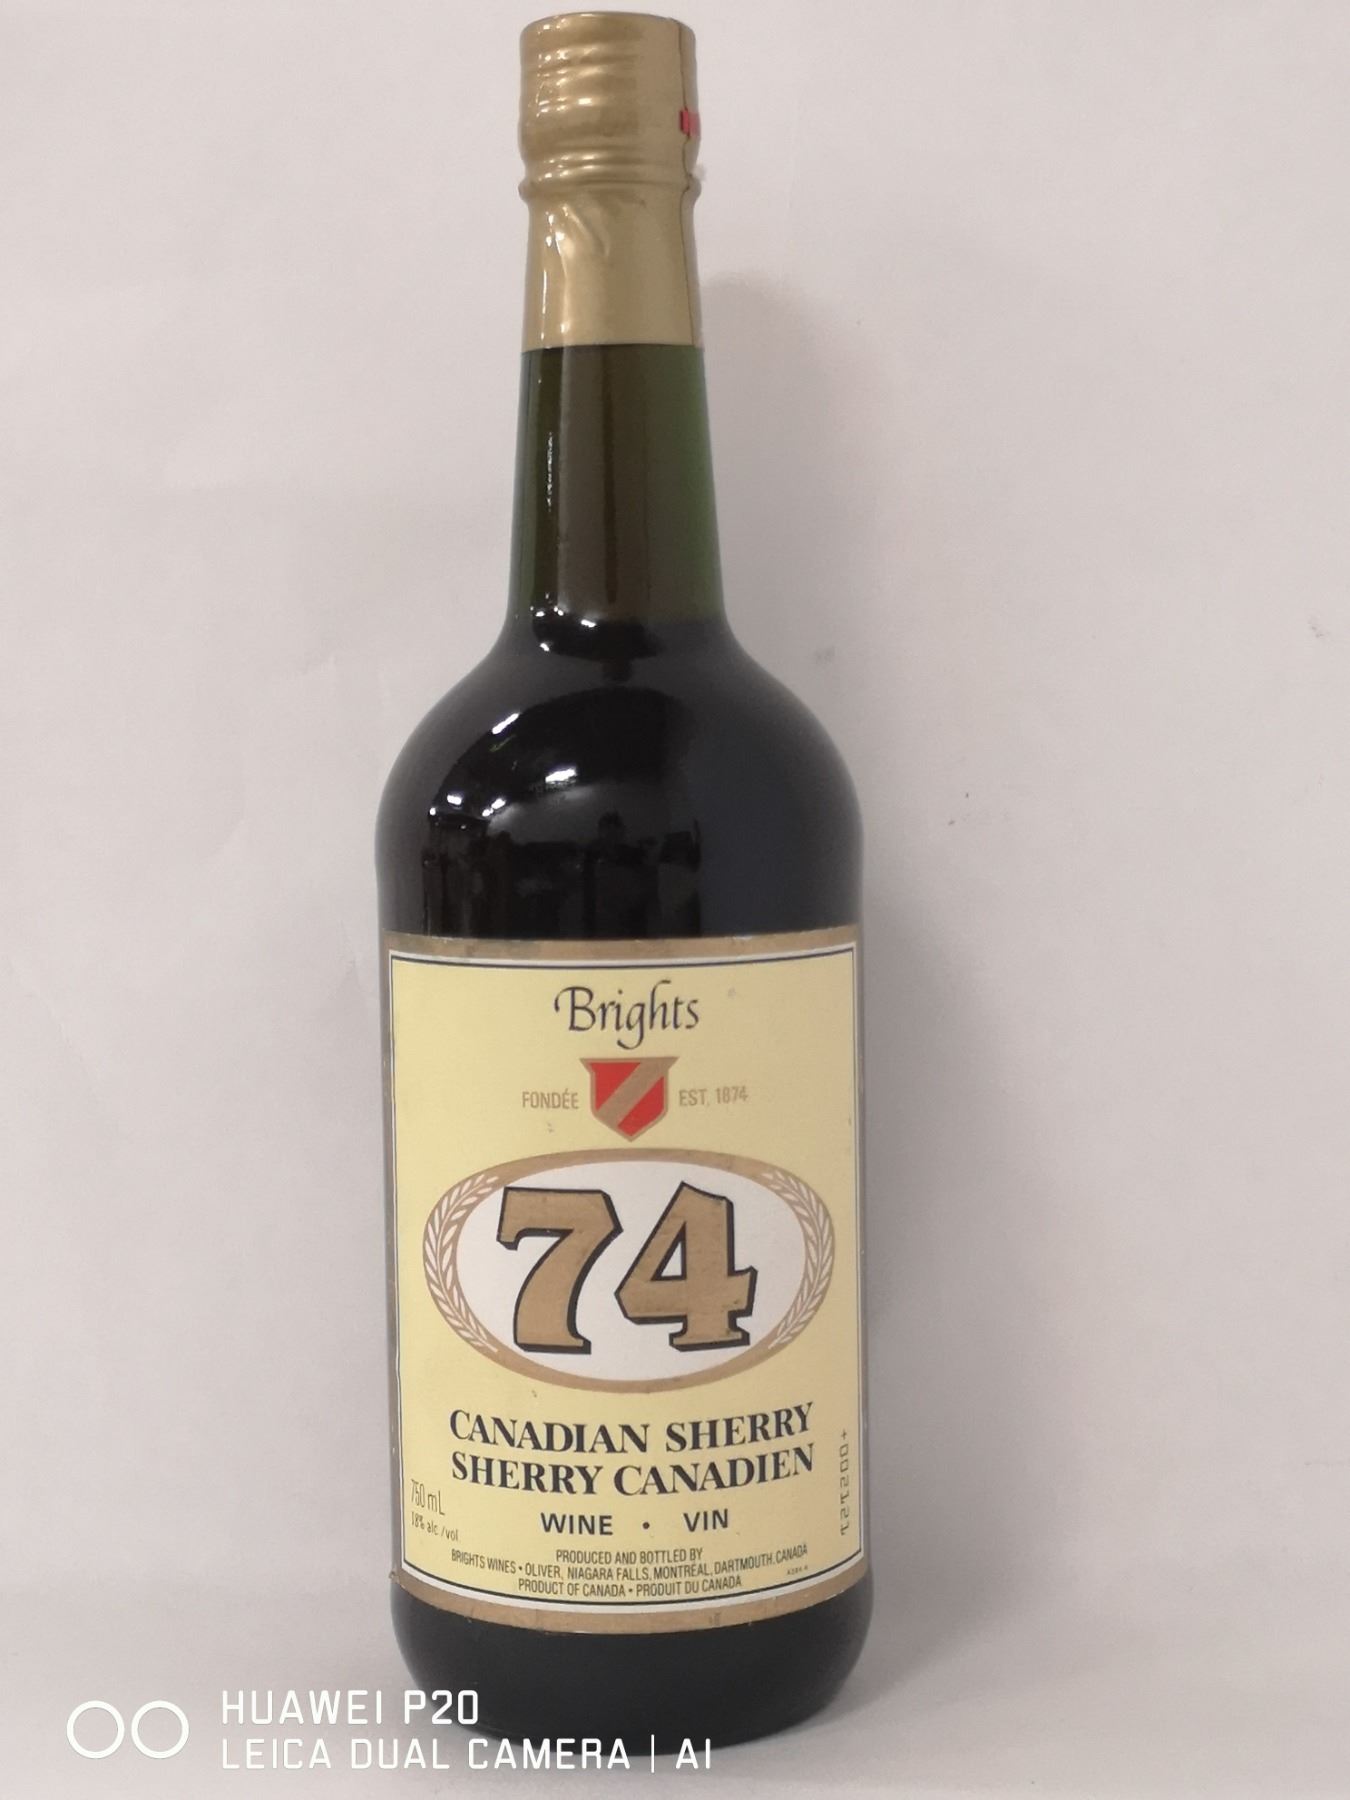 Brights
FONDÉE EST. 1874
74
CANADIAN SHERRY
SHERRY CANADIEN
750 mL
18% alc./vol
WINE • VIN
PRODUCED AND BOTTLED BY
BRIGHTS WINES • OLIVER, NIAGARA FALLS, MONTRÉAL, DARTMOUTH, CANADA
PRODUCT OF CANADA • PRODUIT DU CANADA
HUAWEI P20
LEICA DUAL CAMERA | AI